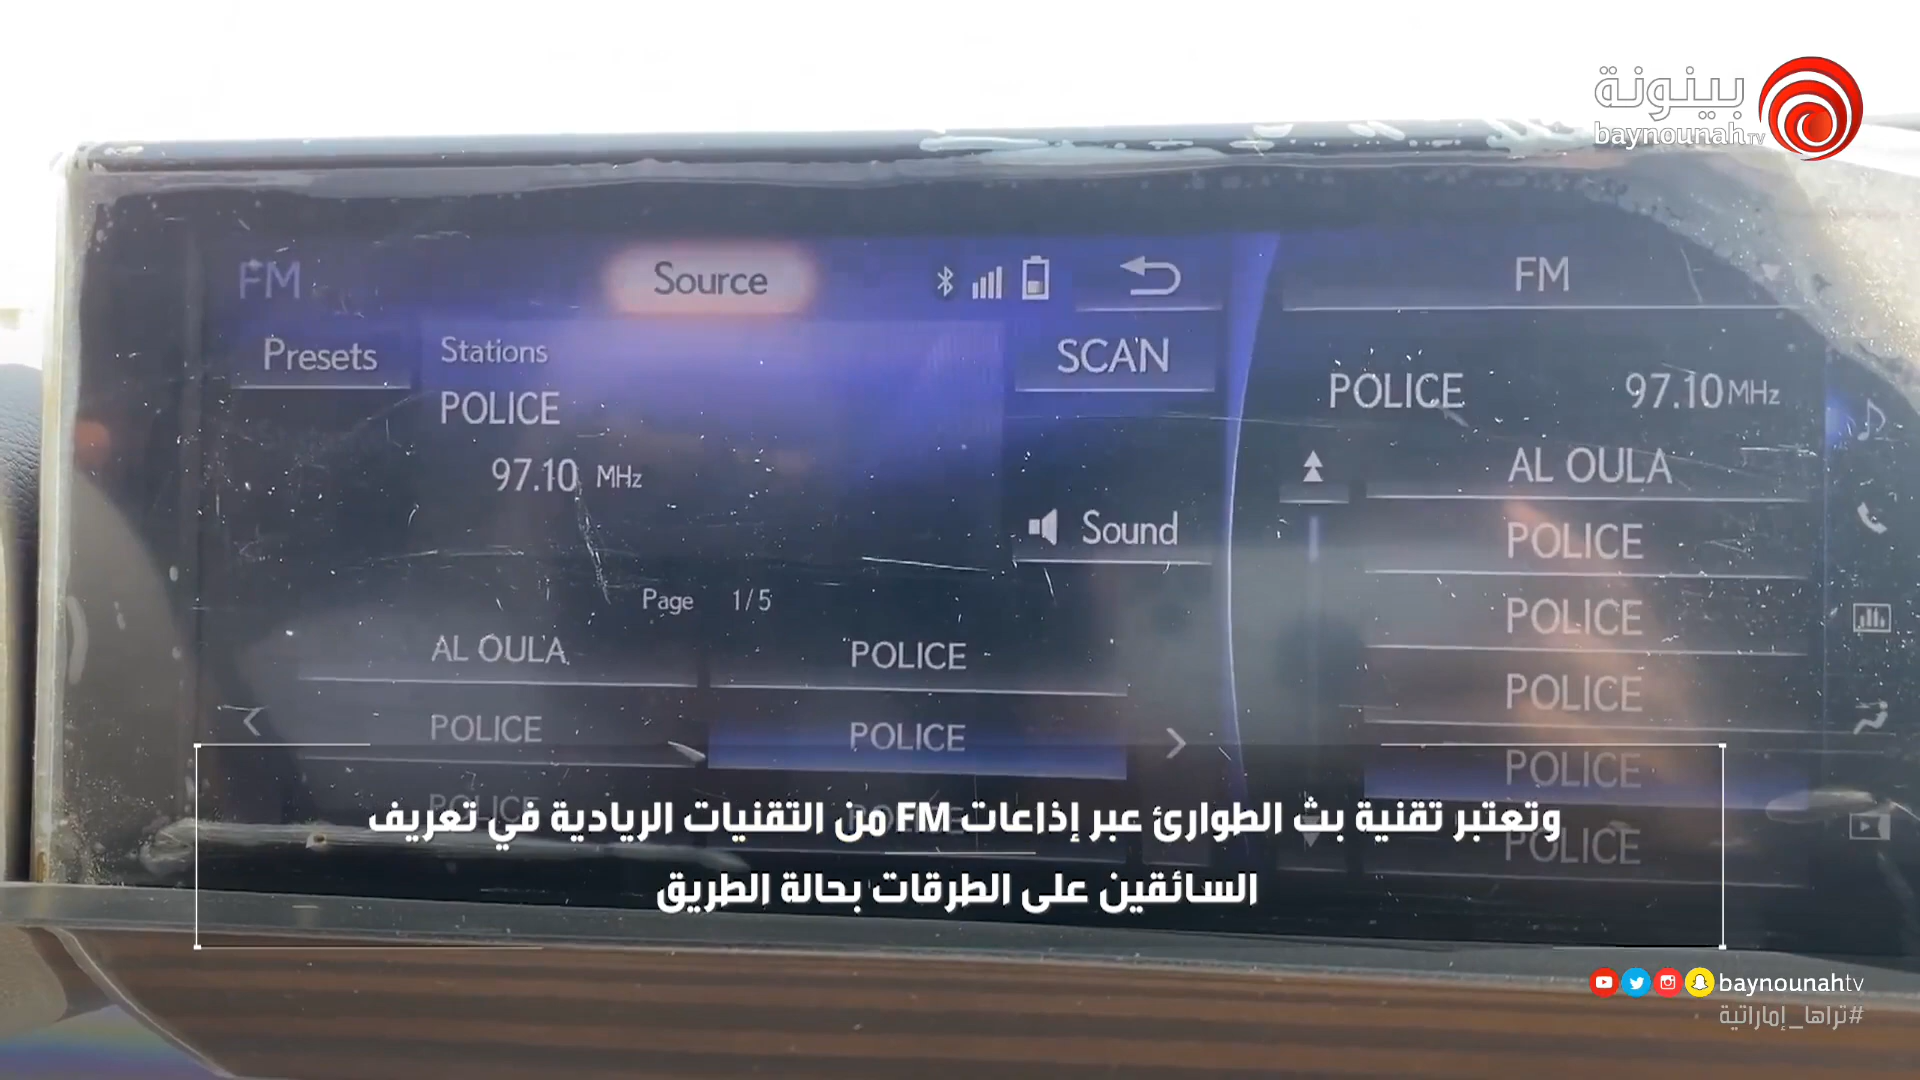 بينونة
baynounah TV
FM
Source
FM
Presets
Stations
SCAN
POLICE
POLICE 97.10 MHz
97.10 MHz
AL OULA
Sound
POLICE
Page 1/5
POLICE
AL OULA
POLICE
POLICE
POLICE
POLICE
POLICE
POLICE
POLICE
وتعتبر تقنية بث الطوارئ عبر إذاعات FM من التقنيات الريادية في تعريف
السائقين على الطرقات بحالة الطريق
baynounahtv
#تراها_إماراتية